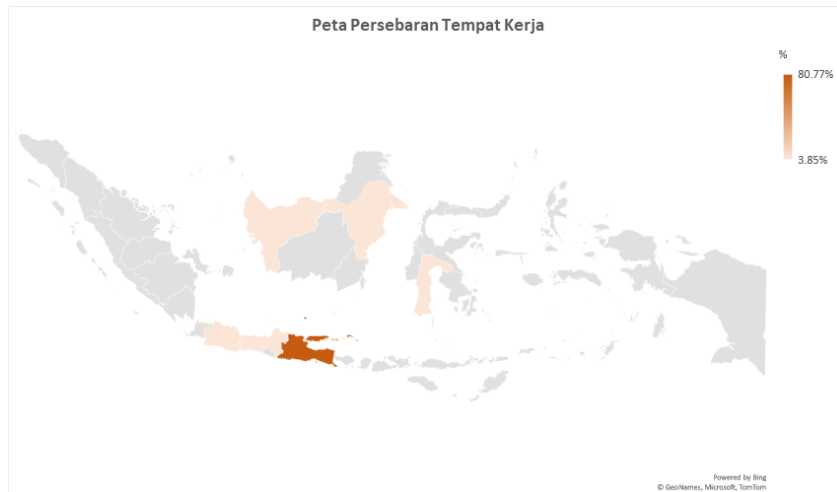 Peta Persebaran Tempat Kerja
%
80.77%
3.85%
Powered by Bing
© GeoNames, Microsoft, TomTom